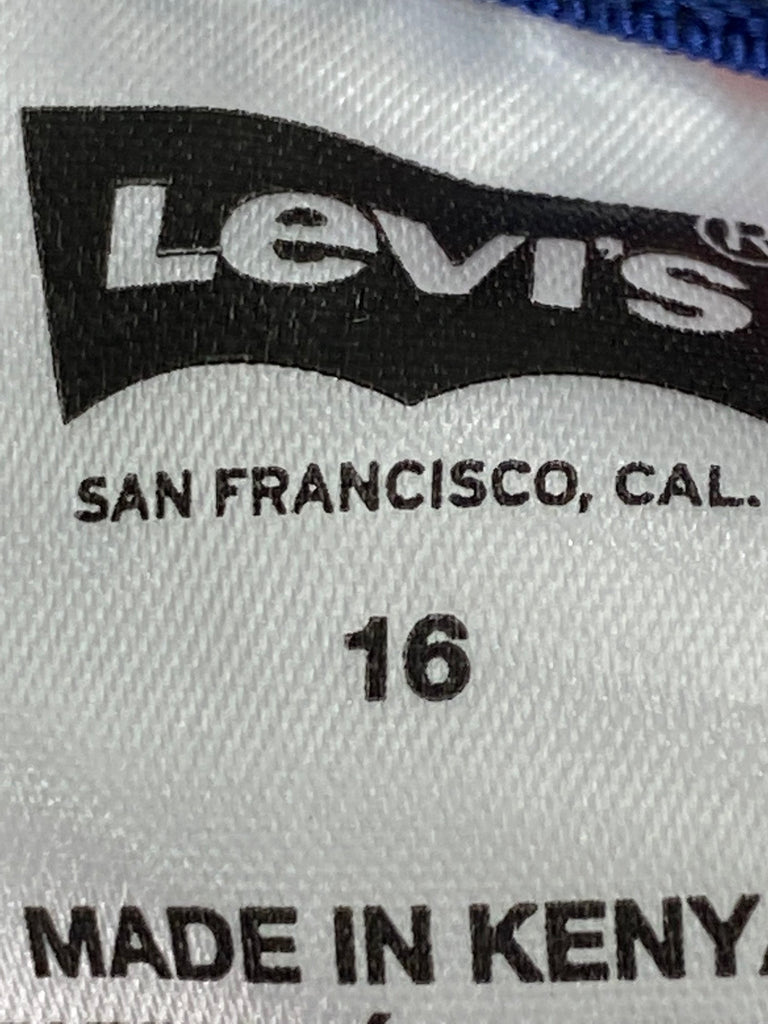 Levi's®
SAN FRANCISCO, CAL.
16
MADE IN KENYA